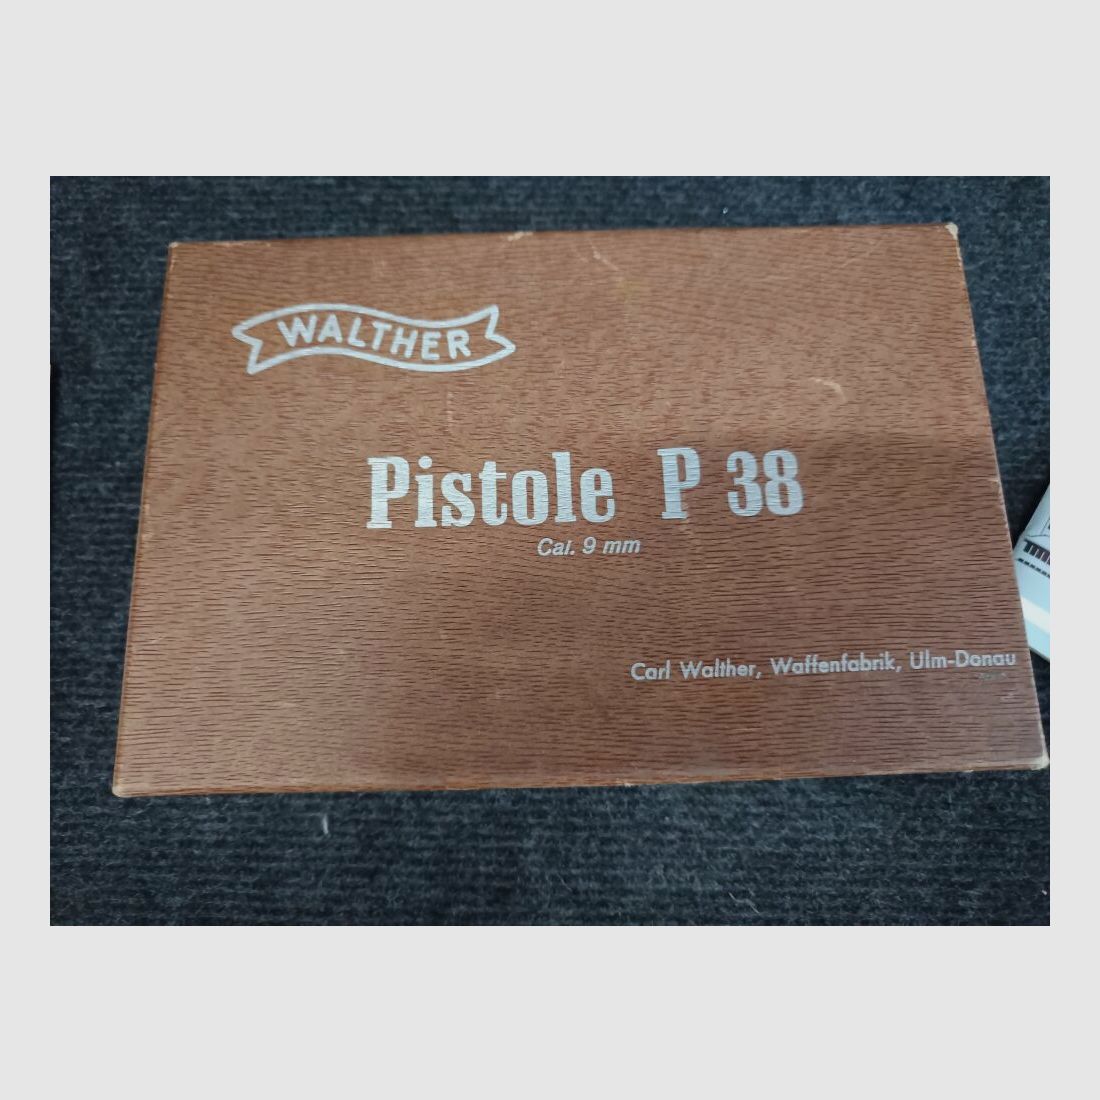 WALTHER
Pistole P 38
Cal. 9 mm
Carl Walther, Waffenfabrik, Ulm-Donau